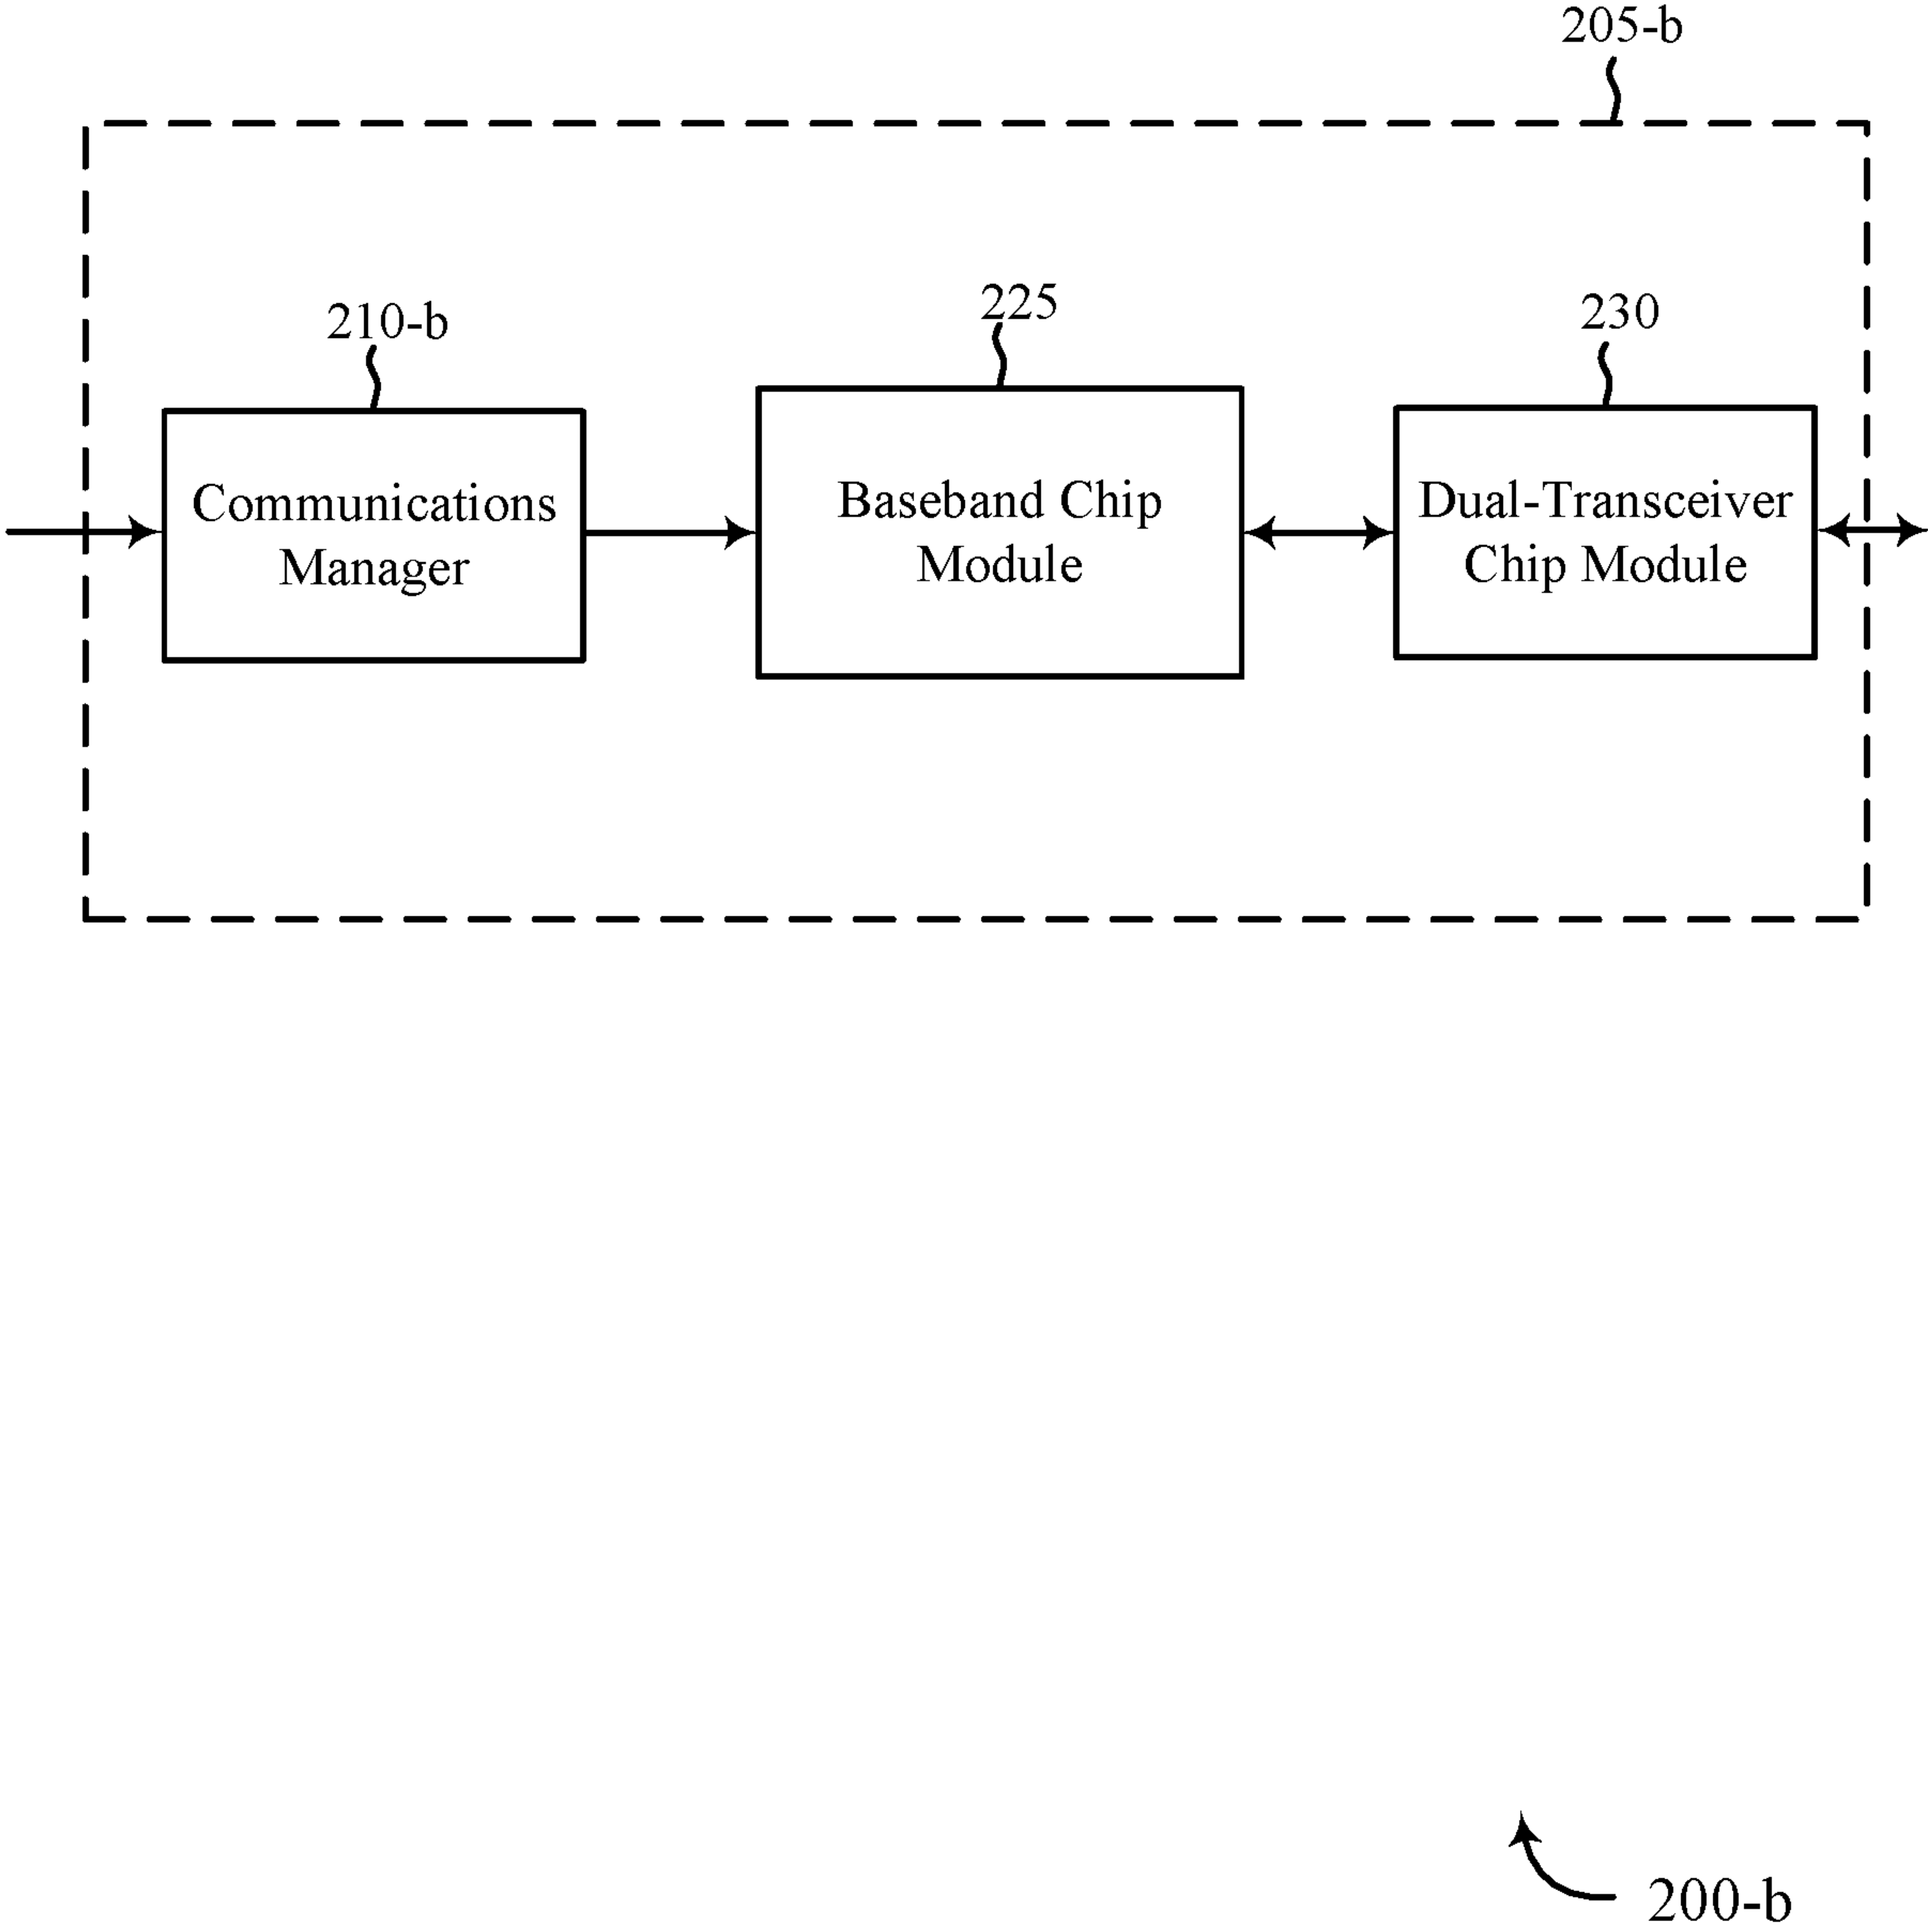 205-b
210-b
225
230
Communications
Manager
Baseband Chip
Module
Dual-Transceiver
Chip Module
200-b